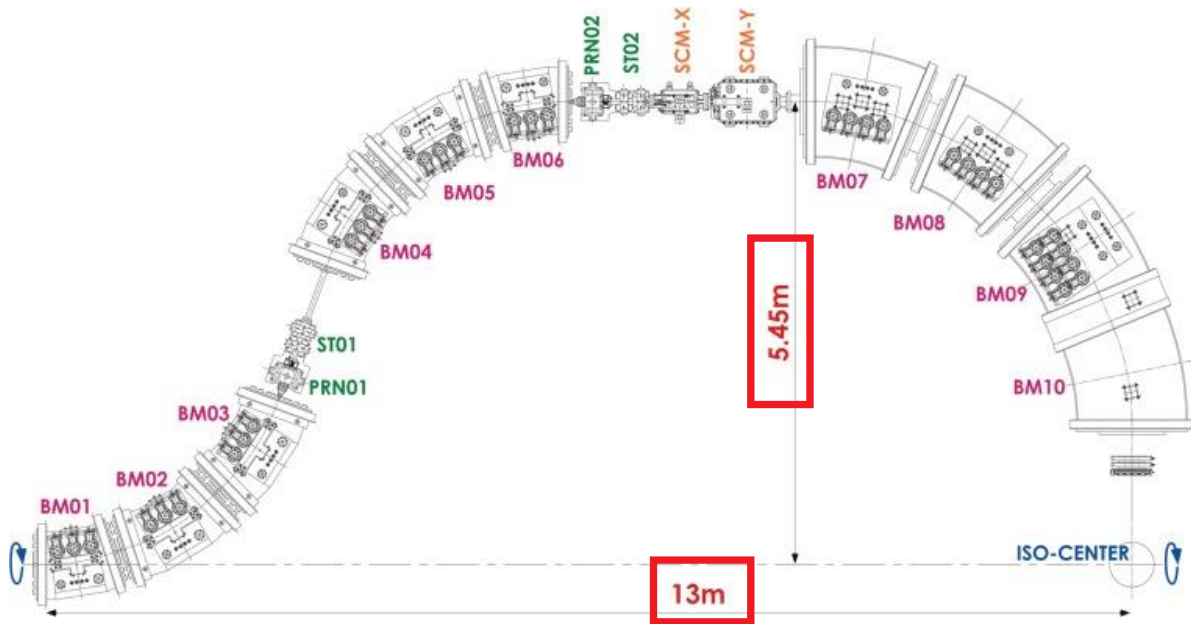 PRN02
ST02
SCM-X
SCM-Y
BM06
BM05
BM04
BM07
BM08
BM09
BM10
5.45m
ST01
PRN01
BM03
BM02
BM01
ISO-CENTER
13m